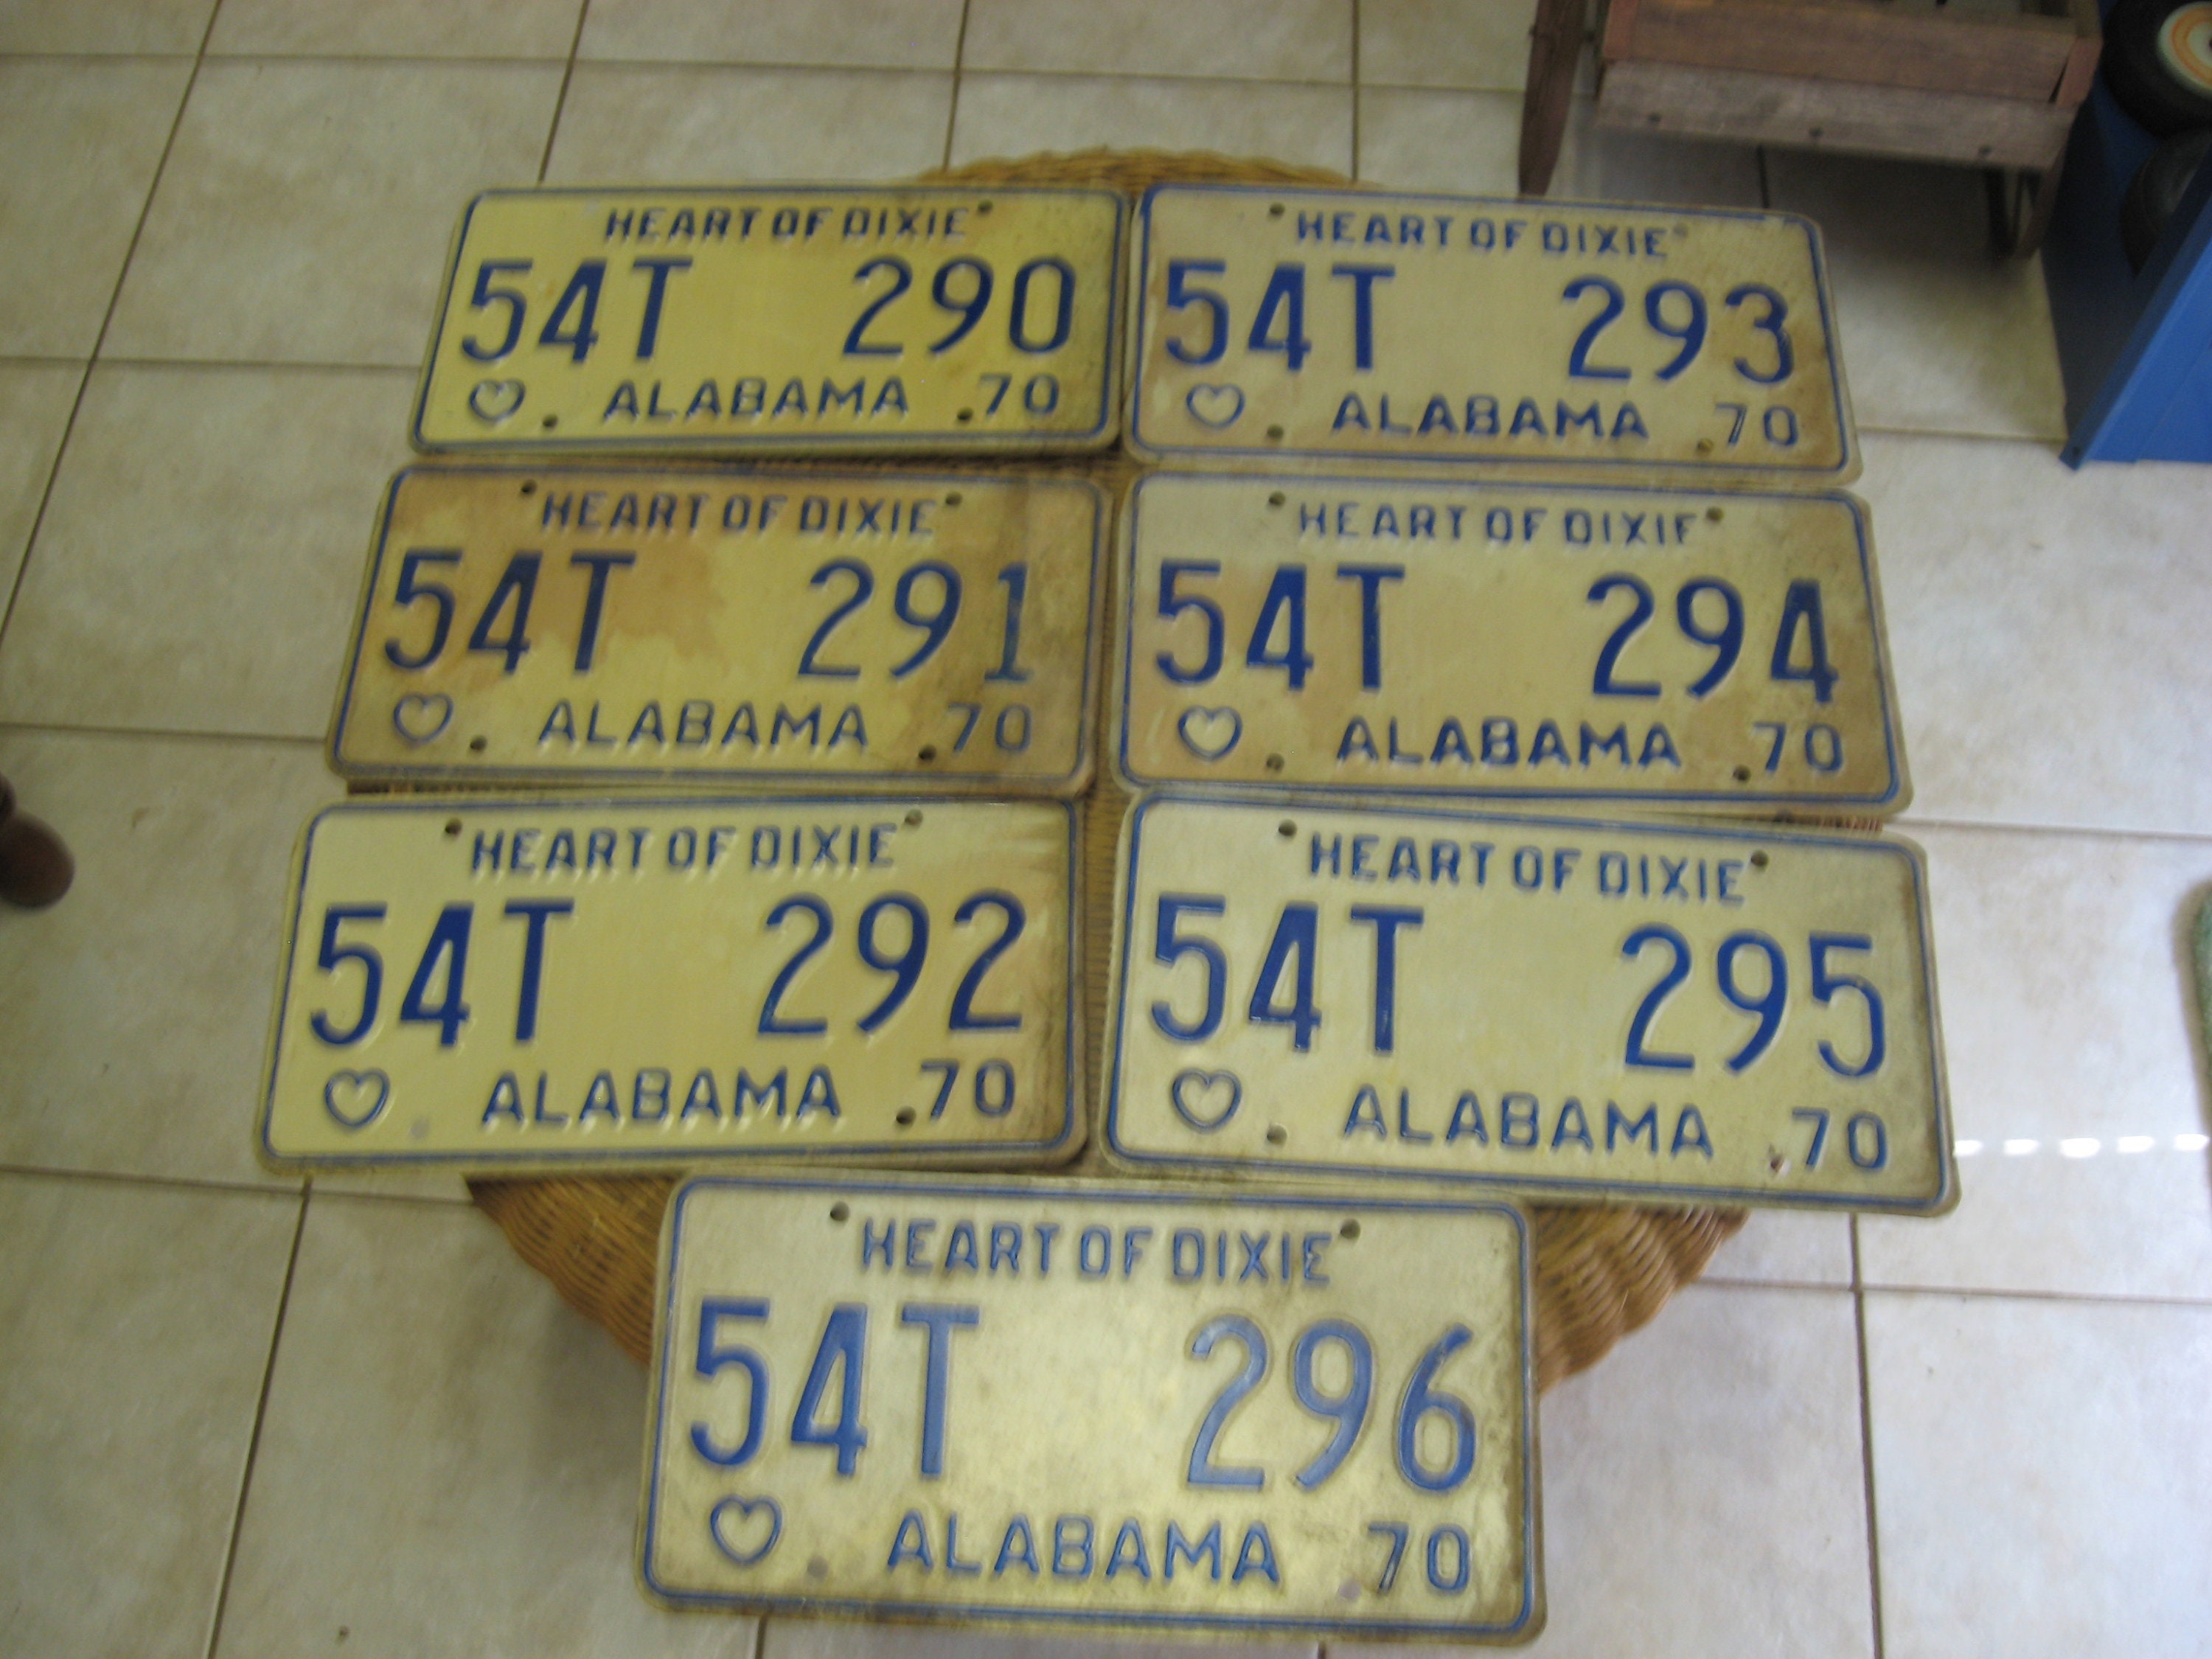 HEART OF DIXIE
54T 290
ALABAMA 70
HEART OF DIXIE
54T 293
ALABAMA 70
HEART OF DIXIE
54T 291
ALABAMA 70
HEART OF DIXIE
54T 294
ALABAMA 70
HEART OF DIXIE
54T 292
ALABAMA 70
HEART OF DIXIE
54T 295
ALABAMA 70
HEART OF DIXIE
54T 296
ALABAMA 70